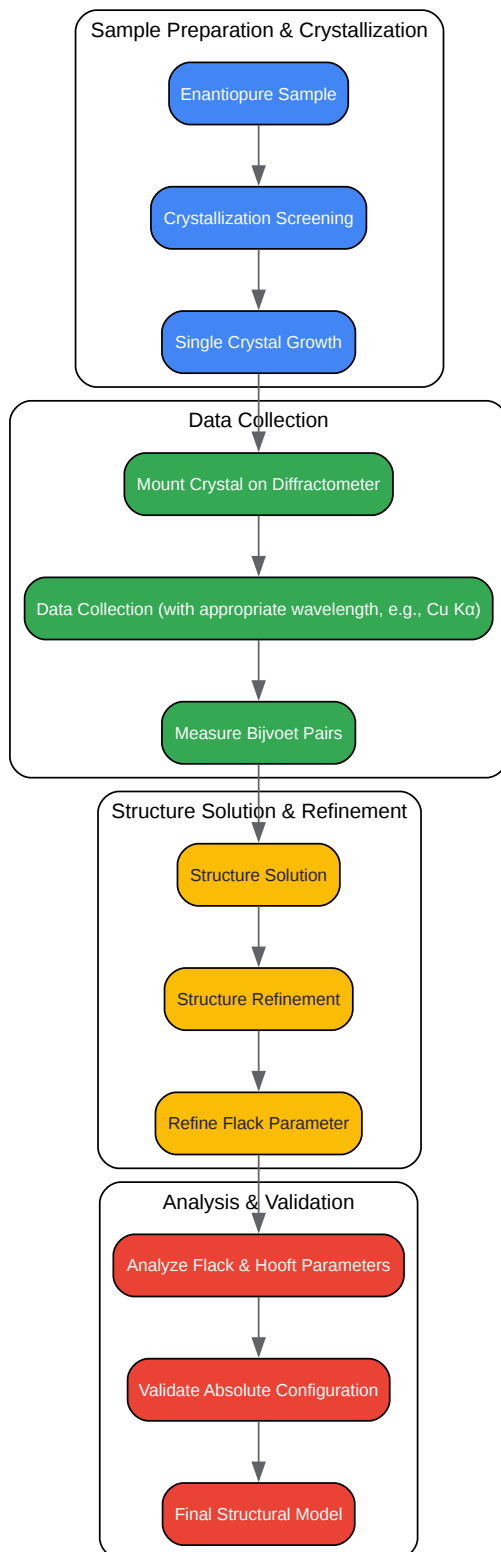 Sample Preparation & Crystallization
Enantiopure Sample
Crystallization Screening
Single Crystal Growth
Data Collection
Mount Crystal on Diffractometer
Data Collection (with appropriate wavelength, e.g., Cu Kα)
Measure Bijvoet Pairs
Structure Solution & Refinement
Structure Solution
Structure Refinement
Refine Flack Parameter
Analysis & Validation
Analyze Flack & Hooft Parameters
Validate Absolute Configuration
Final Structural Model